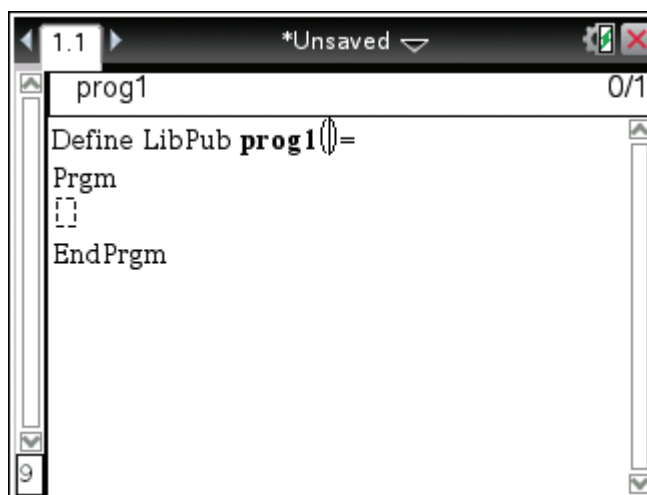 1.1 *Unsaved
prog1 0/1
Define LibPub prog1()=
Prgm
EndPrgm
9